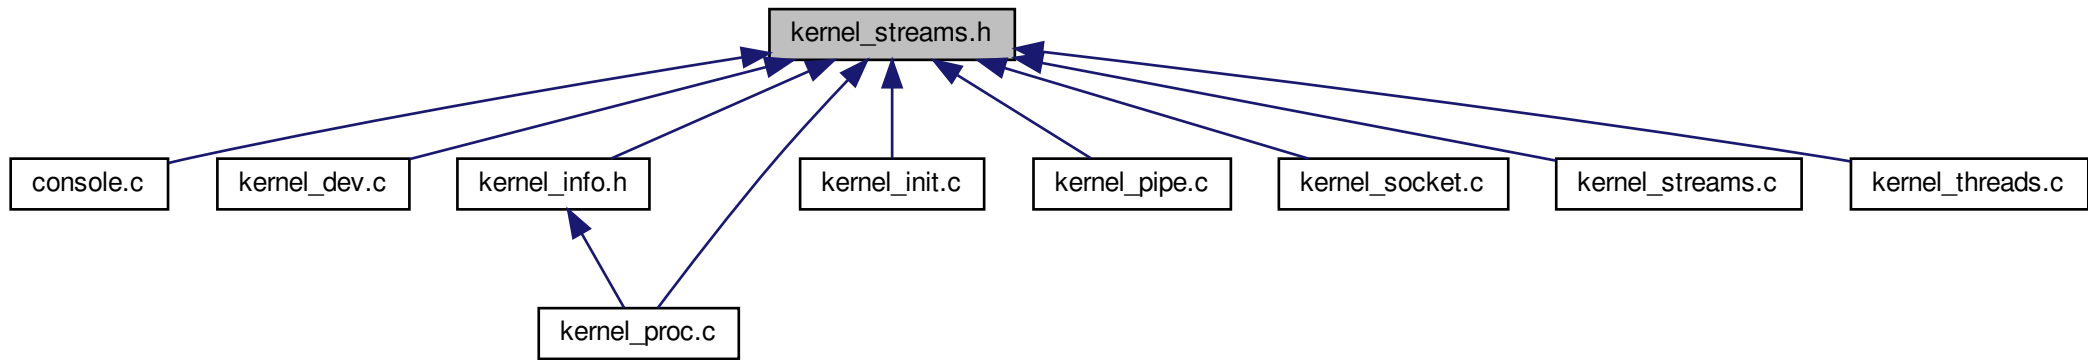 kernel_streams.h
console.c
kernel_dev.c
kernel_info.h
kernel_init.c
kernel_pipe.c
kernel_socket.c
kernel_streams.c
kernel_threads.c
kernel_proc.c